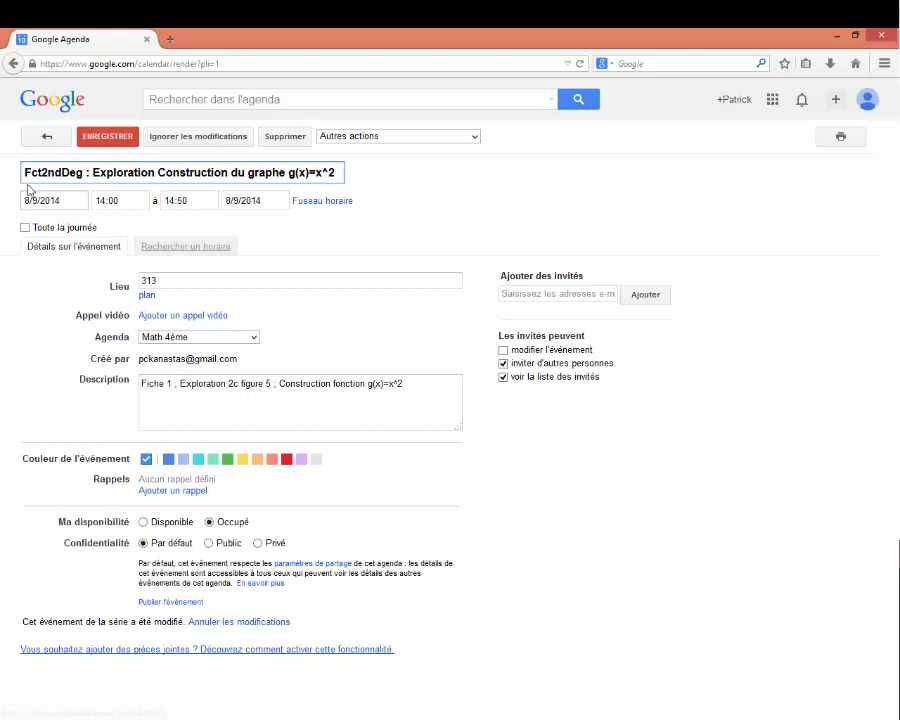 Google Agenda
https://www.google.com/calendar/render?pli=1
Google
Google
Rechercher dans l'agenda
+Patrick
ENREGISTRER
Ignorer les modifications
Supprimer
Autres actions
Fct2ndDeg : Exploration Construction du graphe g(x)=x^2
8/9/2014 14:00 à 14:50 8/9/2014 Fuseau horaire
Toute la journée
Détails sur l'événement
Rechercher un horaire
Lieu 313
plan
Appel vidéo Ajouter un appel vidéo
Agenda Math 4ème
Créé par pckanastas@gmail.com
Description Fiche 1 ; Exploration 2c figure 5 ; Construction fonction g(x)=x^2
Ajouter des invités
Saisissez les adresses e-m
Ajouter
Les invités peuvent
modifier l'événement
inviter d'autres personnes
voir la liste des invités
Couleur de l'événement
Rappels Aucun rappel défini
Ajouter un rappel
Ma disponibilité Disponible Occupé
Confidentialité Par défaut Public Privé
Par défaut, cet événement respecte les paramètres de partage de cet agenda : les détails de
cet événement sont accessibles à tous ceux qui peuvent voir les détails des autres
événements de cet agenda. En savoir plus
Publier l'événement
Cet événement de la série a été modifié. Annuler les modifications
Vous souhaitez ajouter des pièces jointes ? Découvrez comment activer cette fonctionnalité.